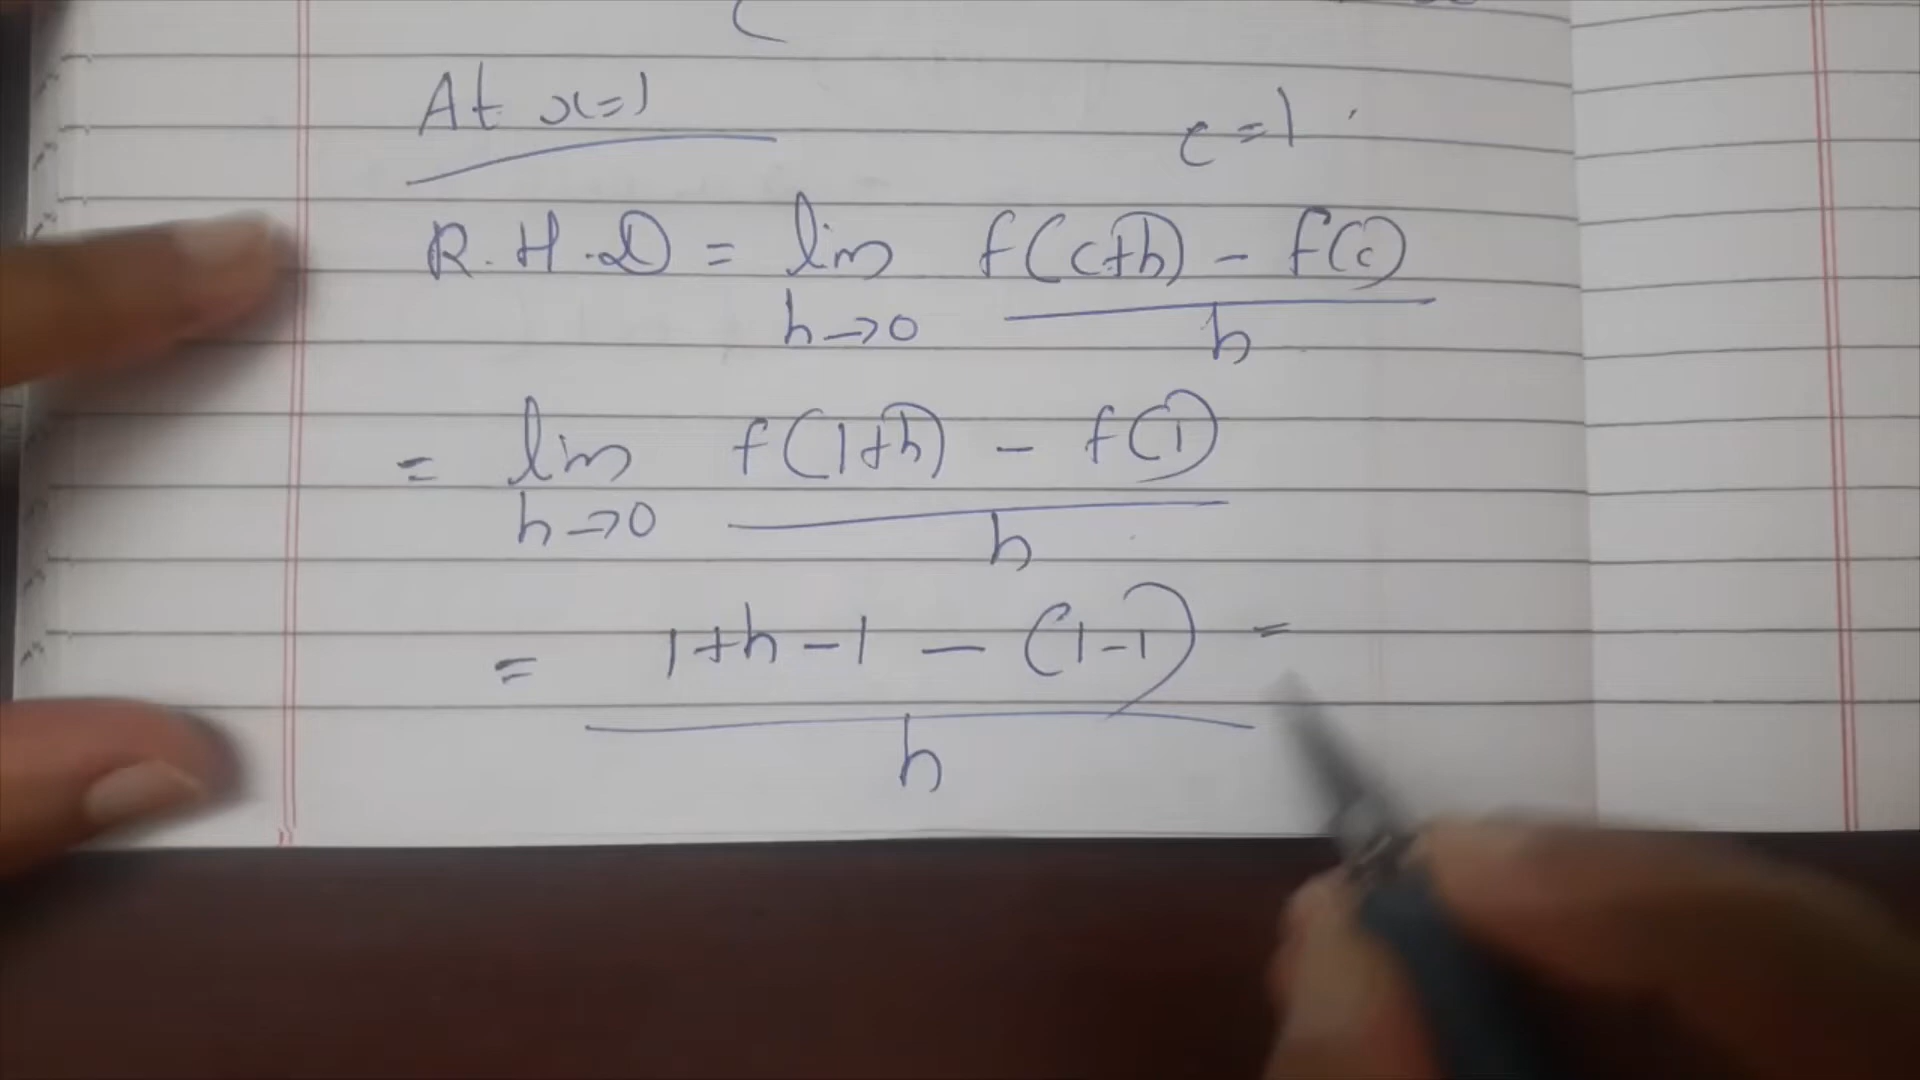 At x=1
c=1
R.H.D = lim f(c+h) - f(c)
h→0 h
= lim f(1+h) - f(1)
h→0 h
= 1+h-1 - (1-1) =
h